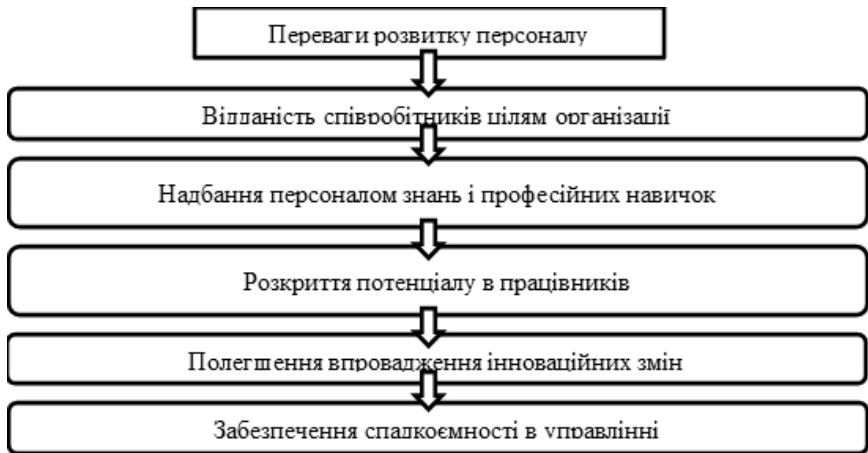 Переваги розвитку персоналу
Відданість співробітників цілям організації
Надбання персоналом знань і професійних навичок
Розкриття потенціалу в працівників
Полегшення впровадження інноваційних змін
Забезпечення спадкоємності в управлінні